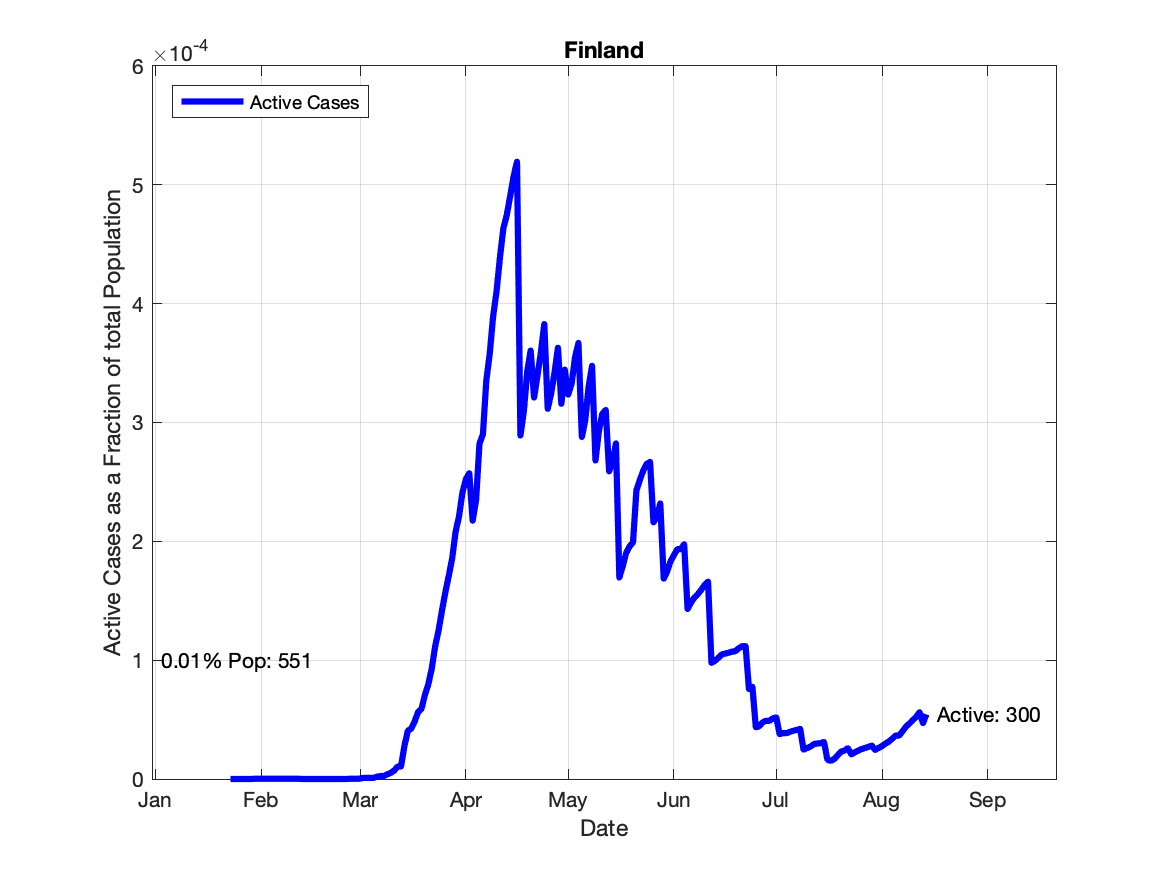 Finland
×10-4
6
5
4
3
2
1
0
Active Cases
Active Cases as a Fraction of total Population
0.01% Pop: 551
Active: 300
Jan Feb Mar Apr May Jun Jul Aug Sep
Date